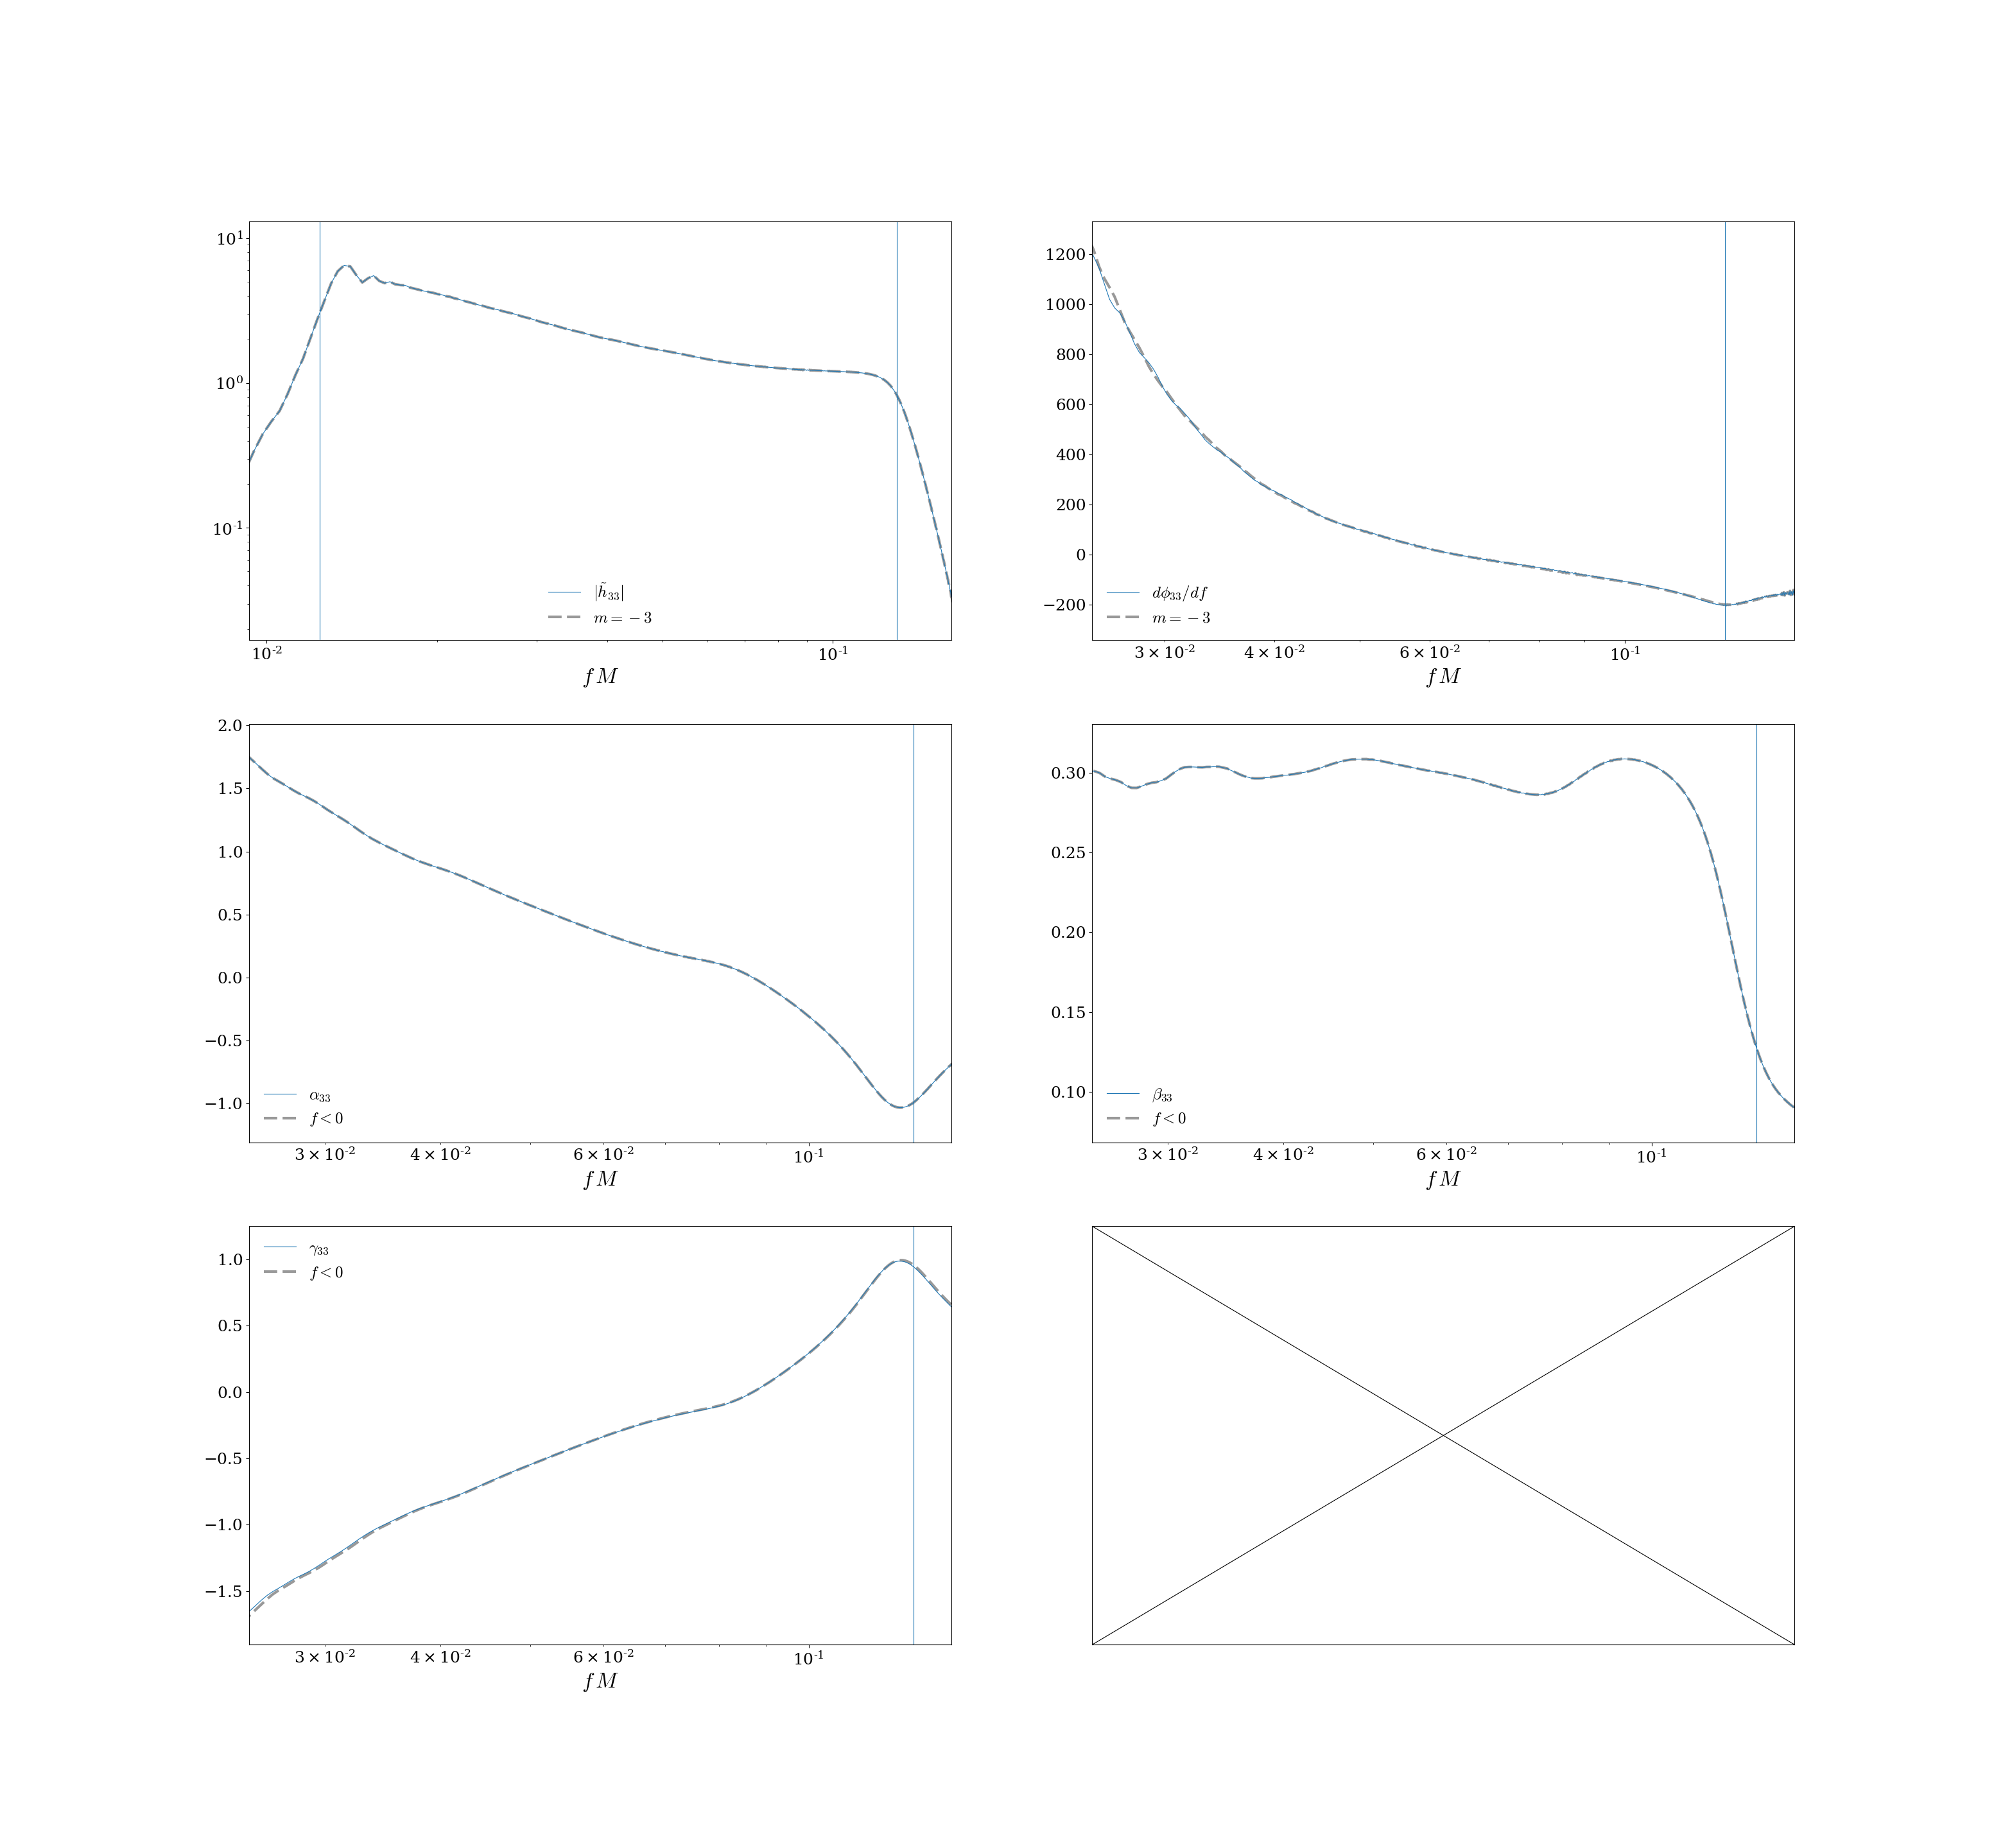 10¹
10⁰
10⁻¹
10⁻² 10⁻¹
|h̃₃₃|
m = −3
fM
1200
1000
800
600
400
200
0
−200
dϕ₃₃/df
m = −3
3 × 10⁻² 4 × 10⁻² 6 × 10⁻² 10⁻¹
fM
2.0
1.5
1.0
0.5
0.0
−0.5
−1.0
α₃₃
f < 0
3 × 10⁻² 4 × 10⁻² 6 × 10⁻² 10⁻¹
fM
0.30
0.25
0.20
0.15
0.10
β₃₃
f < 0
3 × 10⁻² 4 × 10⁻² 6 × 10⁻² 10⁻¹
fM
γ₃₃
f < 0
1.0
0.5
0.0
−0.5
−1.0
−1.5
3 × 10⁻² 4 × 10⁻² 6 × 10⁻² 10⁻¹
fM